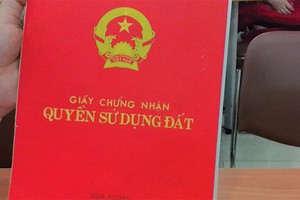 GIẤY CHỨNG NHẬN
QUYỀN SỬ DỤNG ĐẤT